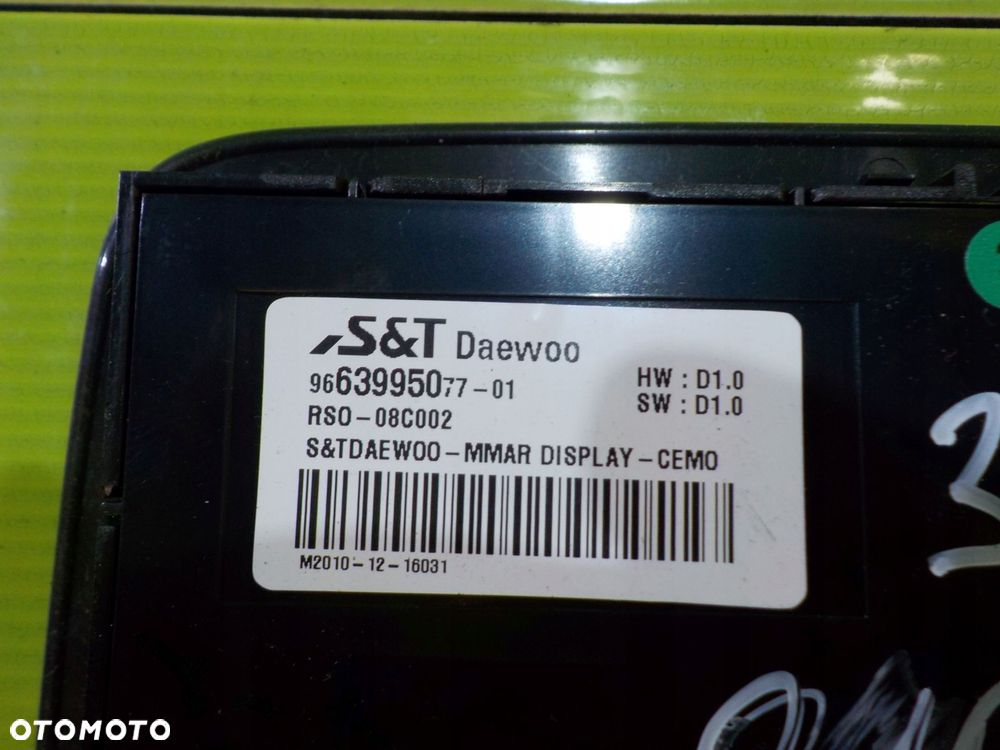 S&T Daewoo
9663995077-01
HW : D1.0
SW : D1.0
RSO-08C002
S&TDAEWOO-MMAR DISPLAY-CEMO
M2010-12-16031
3
OTOMOTO